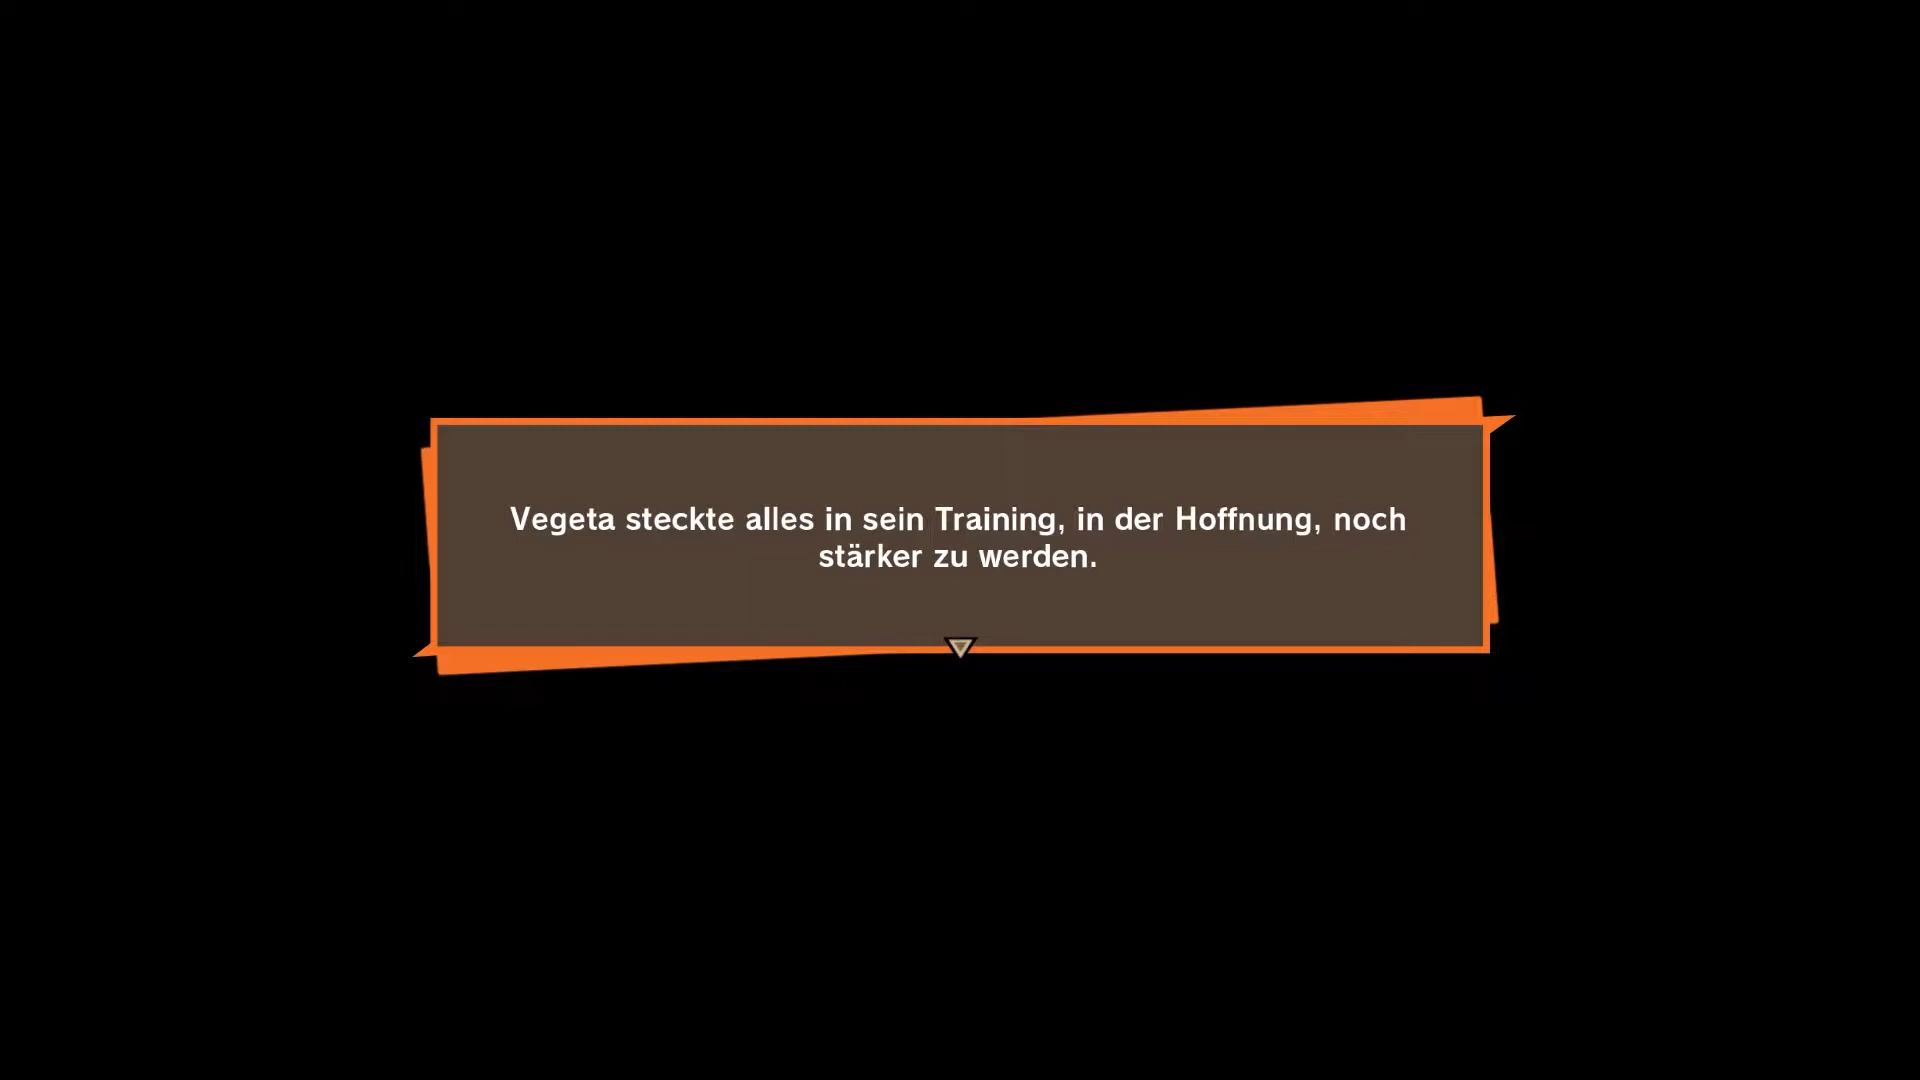 Vegeta steckte alles in sein Training, in der Hoffnung, noch
stärker zu werden.